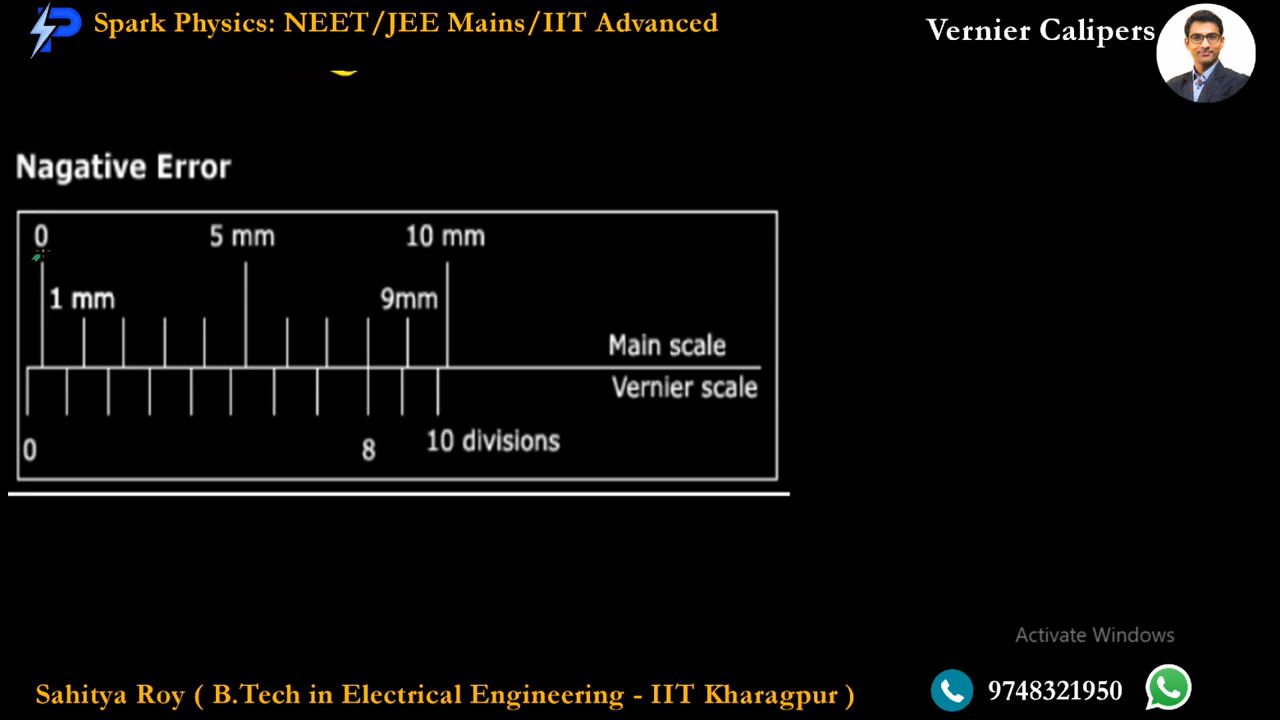 Spark Physics: NEET/JEE Mains/IIT Advanced
Vernier Calipers
Nagative Error
0 5 mm 10 mm
1 mm 9mm
Main scale
Vernier scale
0 8 10 divisions
Activate Windows
Sahitya Roy ( B.Tech in Electrical Engineering - IIT Kharagpur )
9748321950